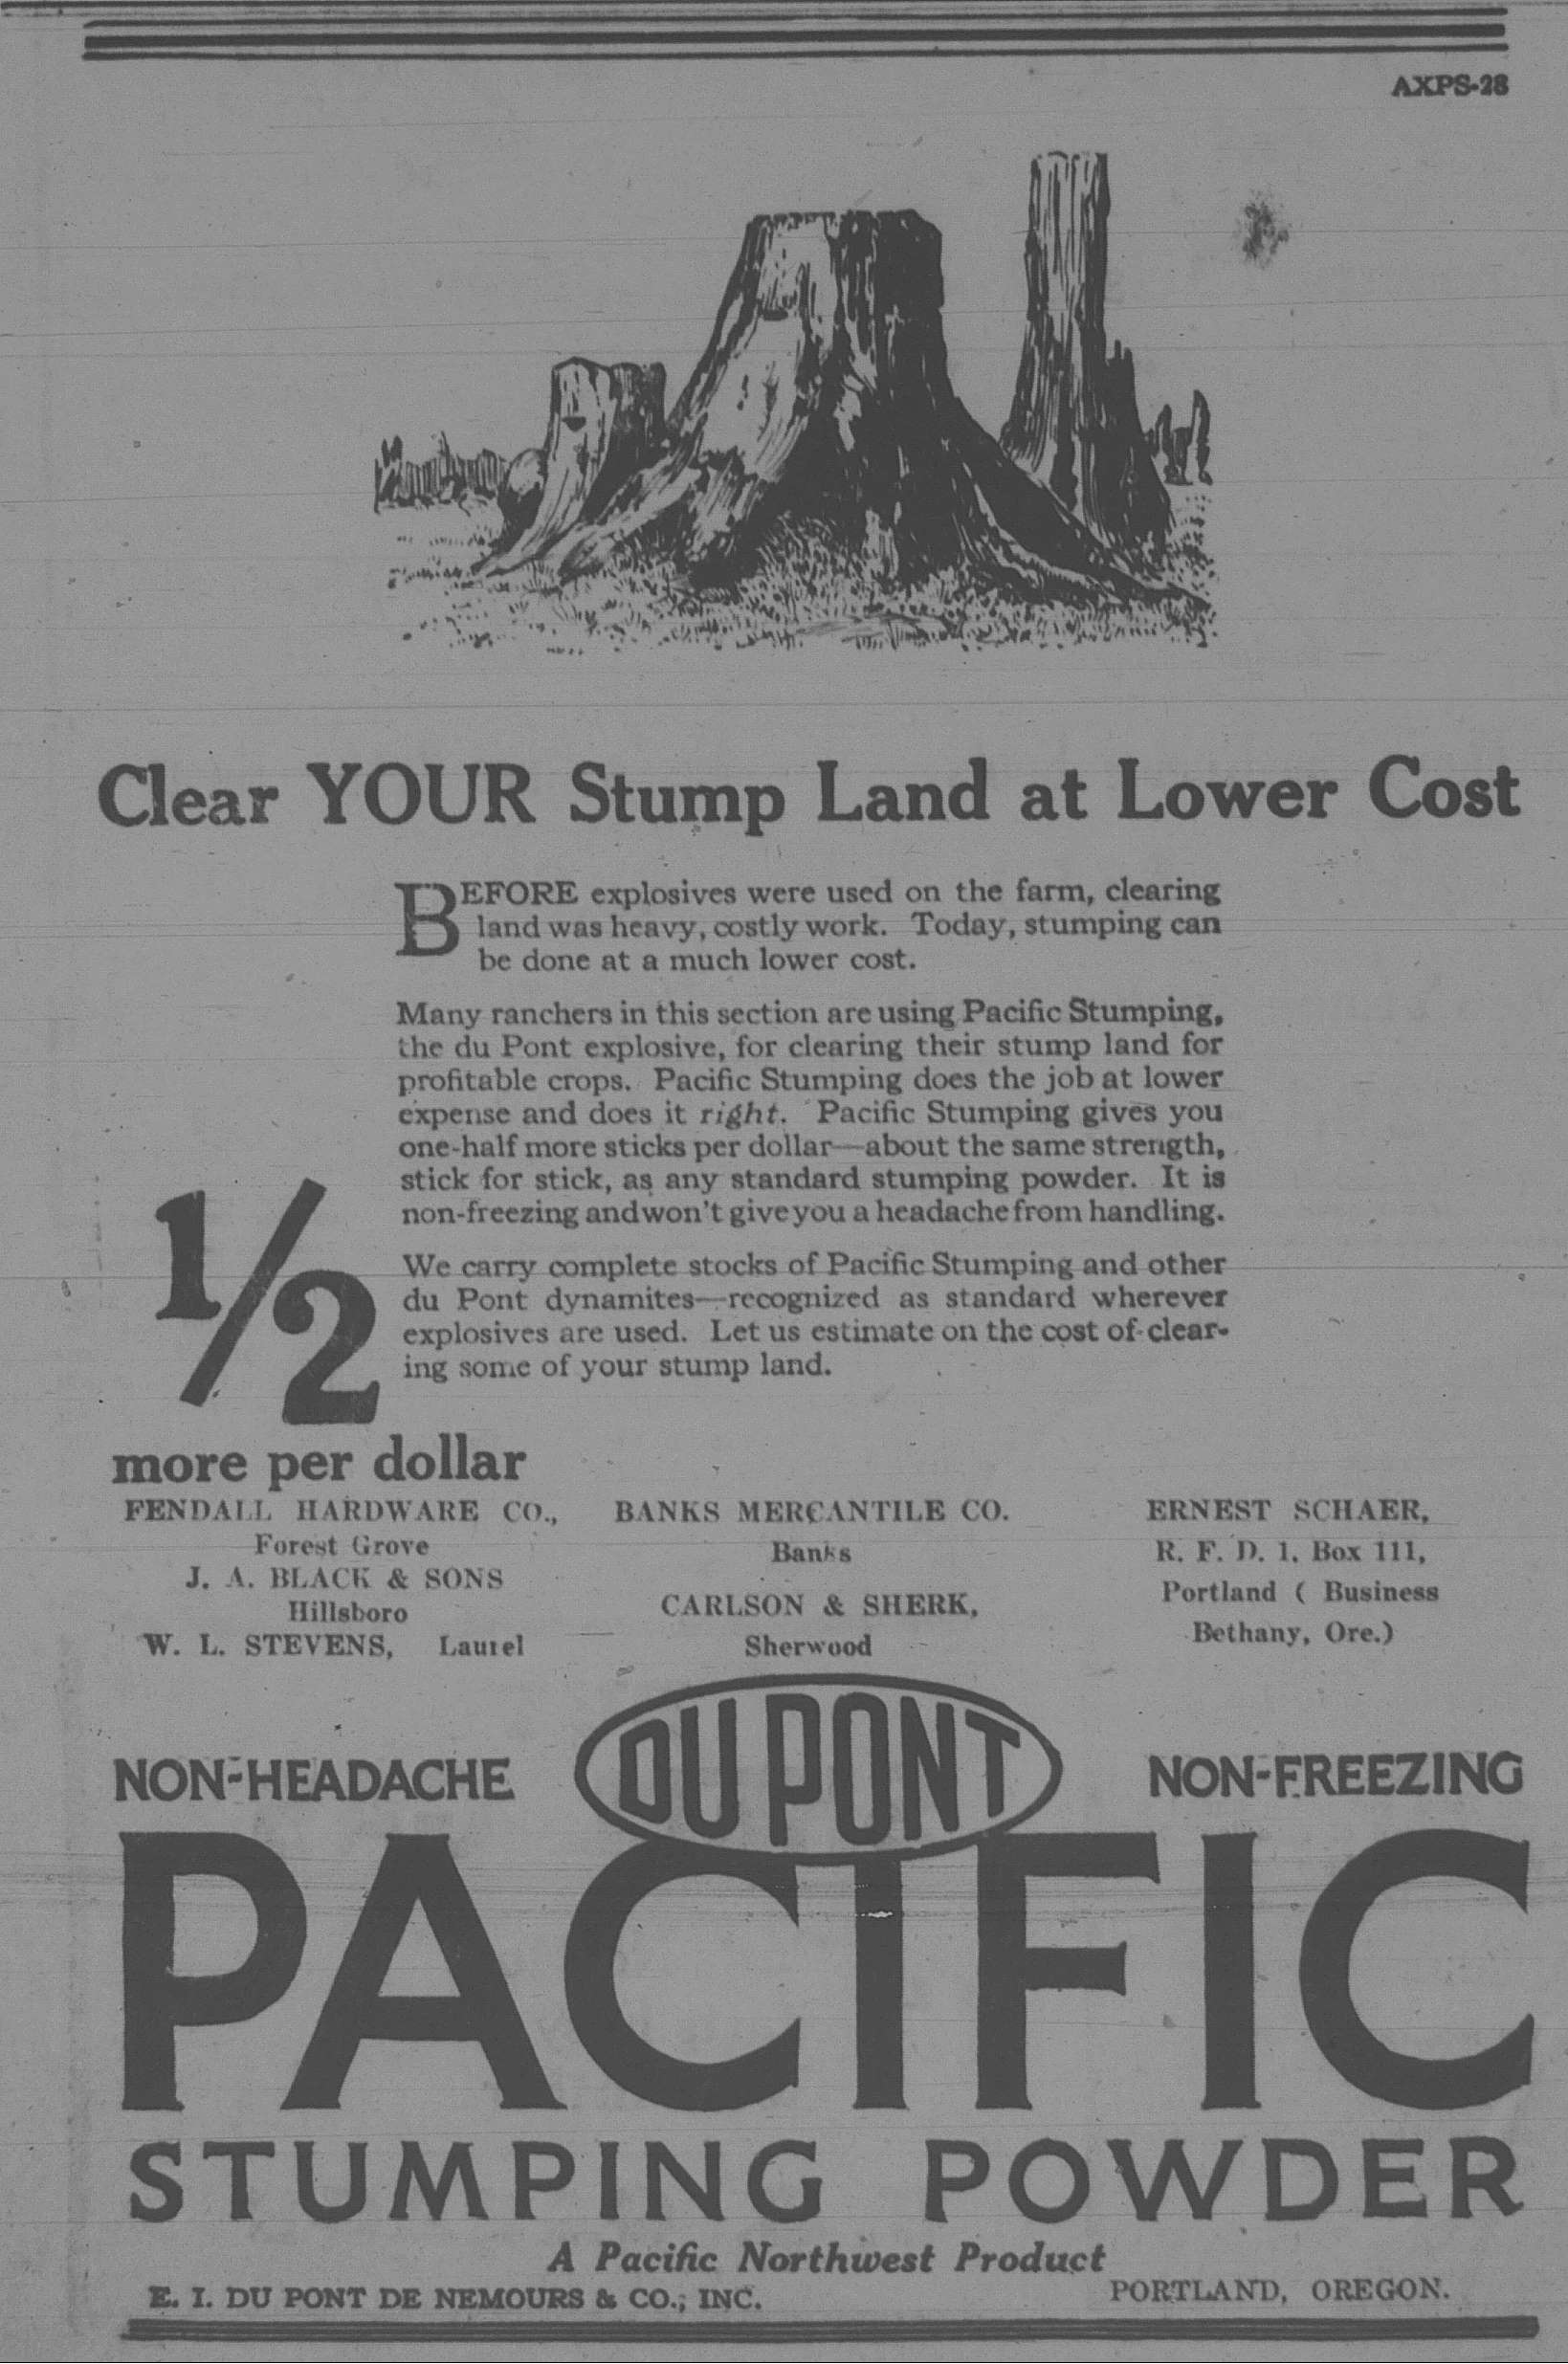 AXPS-28
Clear YOUR Stump Land at Lower Cost
BEFORE explosives were used on the farm, clearing
land was heavy, costly work. Today, stumping can
be done at a much lower cost.
Many ranchers in this section are using Pacific Stumping,
the du Pont explosive, for clearing their stump land for
profitable crops. Pacific Stumping does the job at lower
expense and does it right. Pacific Stumping gives you
one-half more sticks per dollar—about the same strength,
stick for stick, as any standard stumping powder. It is
non-freezing and won't give you a headache from handling.
We carry complete stocks of Pacific Stumping and other
du Pont dynamites—recognized as standard wherever
explosives are used. Let us estimate on the cost of clear-
ing some of your stump land.
1/2
more per dollar
FENDALL HARDWARE CO.,
Forest Grove
J. A. BLACK & SONS
Hillsboro
W. L. STEVENS, Laurel
BANKS MERCANTILE CO.
Banks
CARLSON & SHERK,
Sherwood
ERNEST SCHAER,
R. F. D. 1, Box 111,
Portland ( Business
Bethany, Ore.)
NON-HEADACHE
DU PONT
NON-FREEZING
PACIFIC
STUMPING POWDER
A Pacific Northwest Product
E. I. DU PONT DE NEMOURS & CO., INC.
PORTLAND, OREGON.